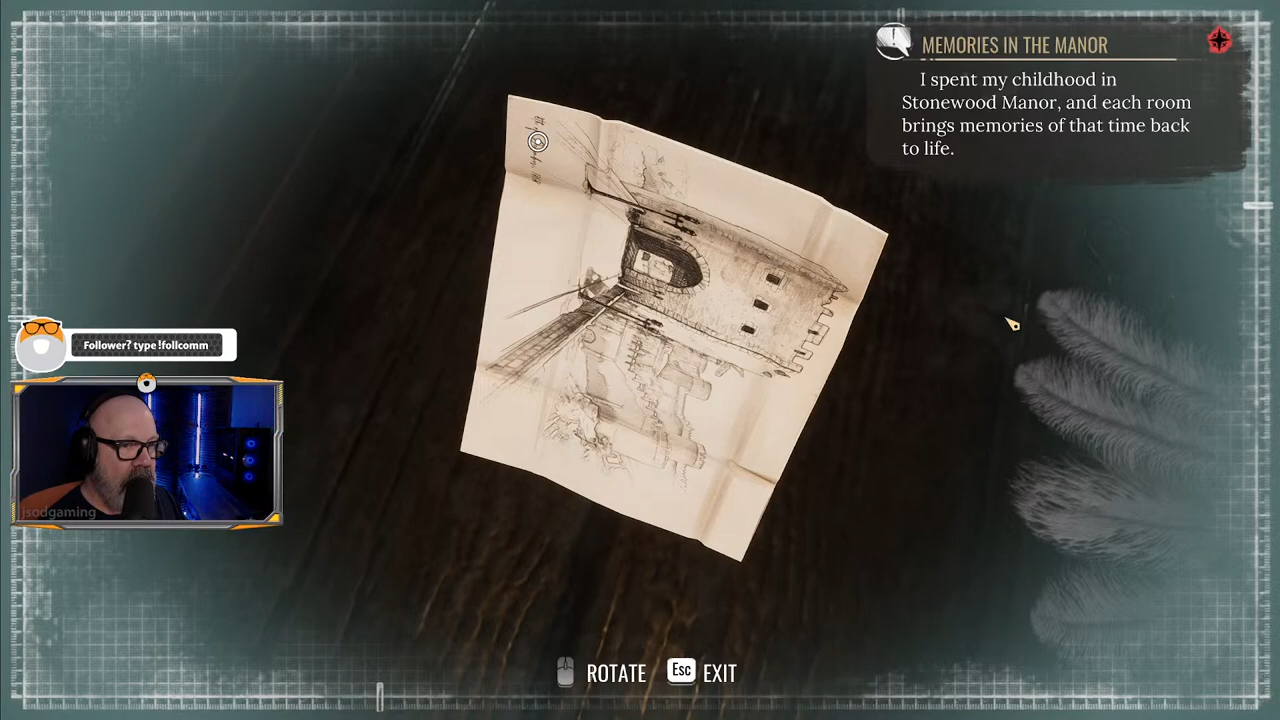 MEMORIES IN THE MANOR
I spent my childhood in
Stonewood Manor, and each room
brings memories of that time back
to life.
Follower? type !follcomm
jsodgaming
ROTATE
Esc EXIT